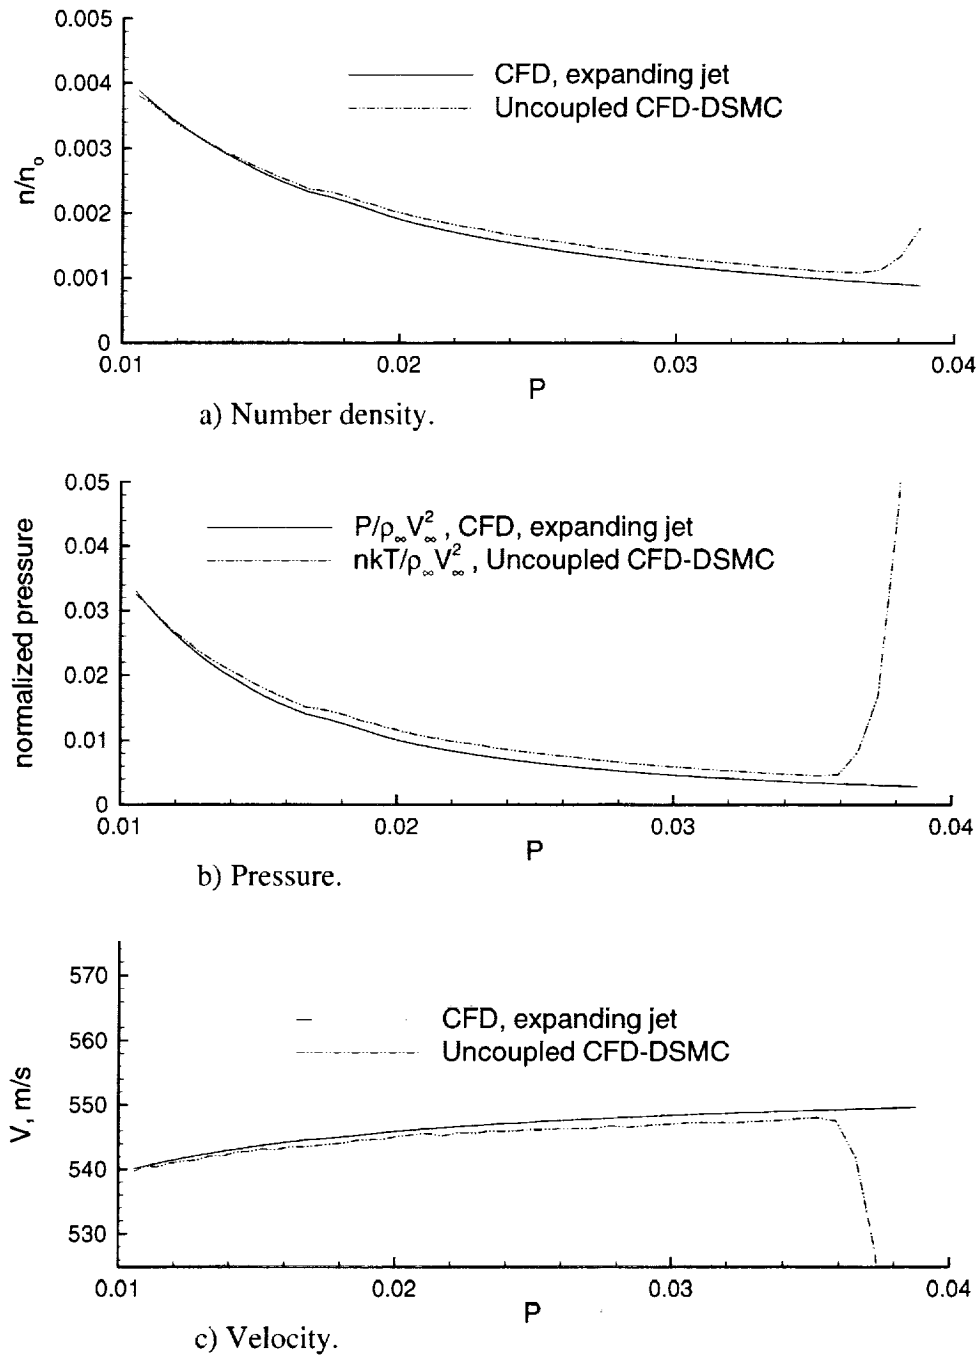 0.005
0.004
0.003
0.002
0.001
0
n/n₀
CFD, expanding jet
Uncoupled CFD-DSMC
0.01 0.02 0.03 0.04
P
a) Number density.
0.05
0.04
0.03
0.02
0.01
0
normalized pressure
P/ρ∞V²∞ , CFD, expanding jet
nkT/ρ∞V²∞ , Uncoupled CFD-DSMC
0.01 0.02 0.03 0.04
P
b) Pressure.
570
560
550
540
530
V, m/s
CFD, expanding jet
Uncoupled CFD-DSMC
0.01 0.02 0.03 0.04
P
c) Velocity.